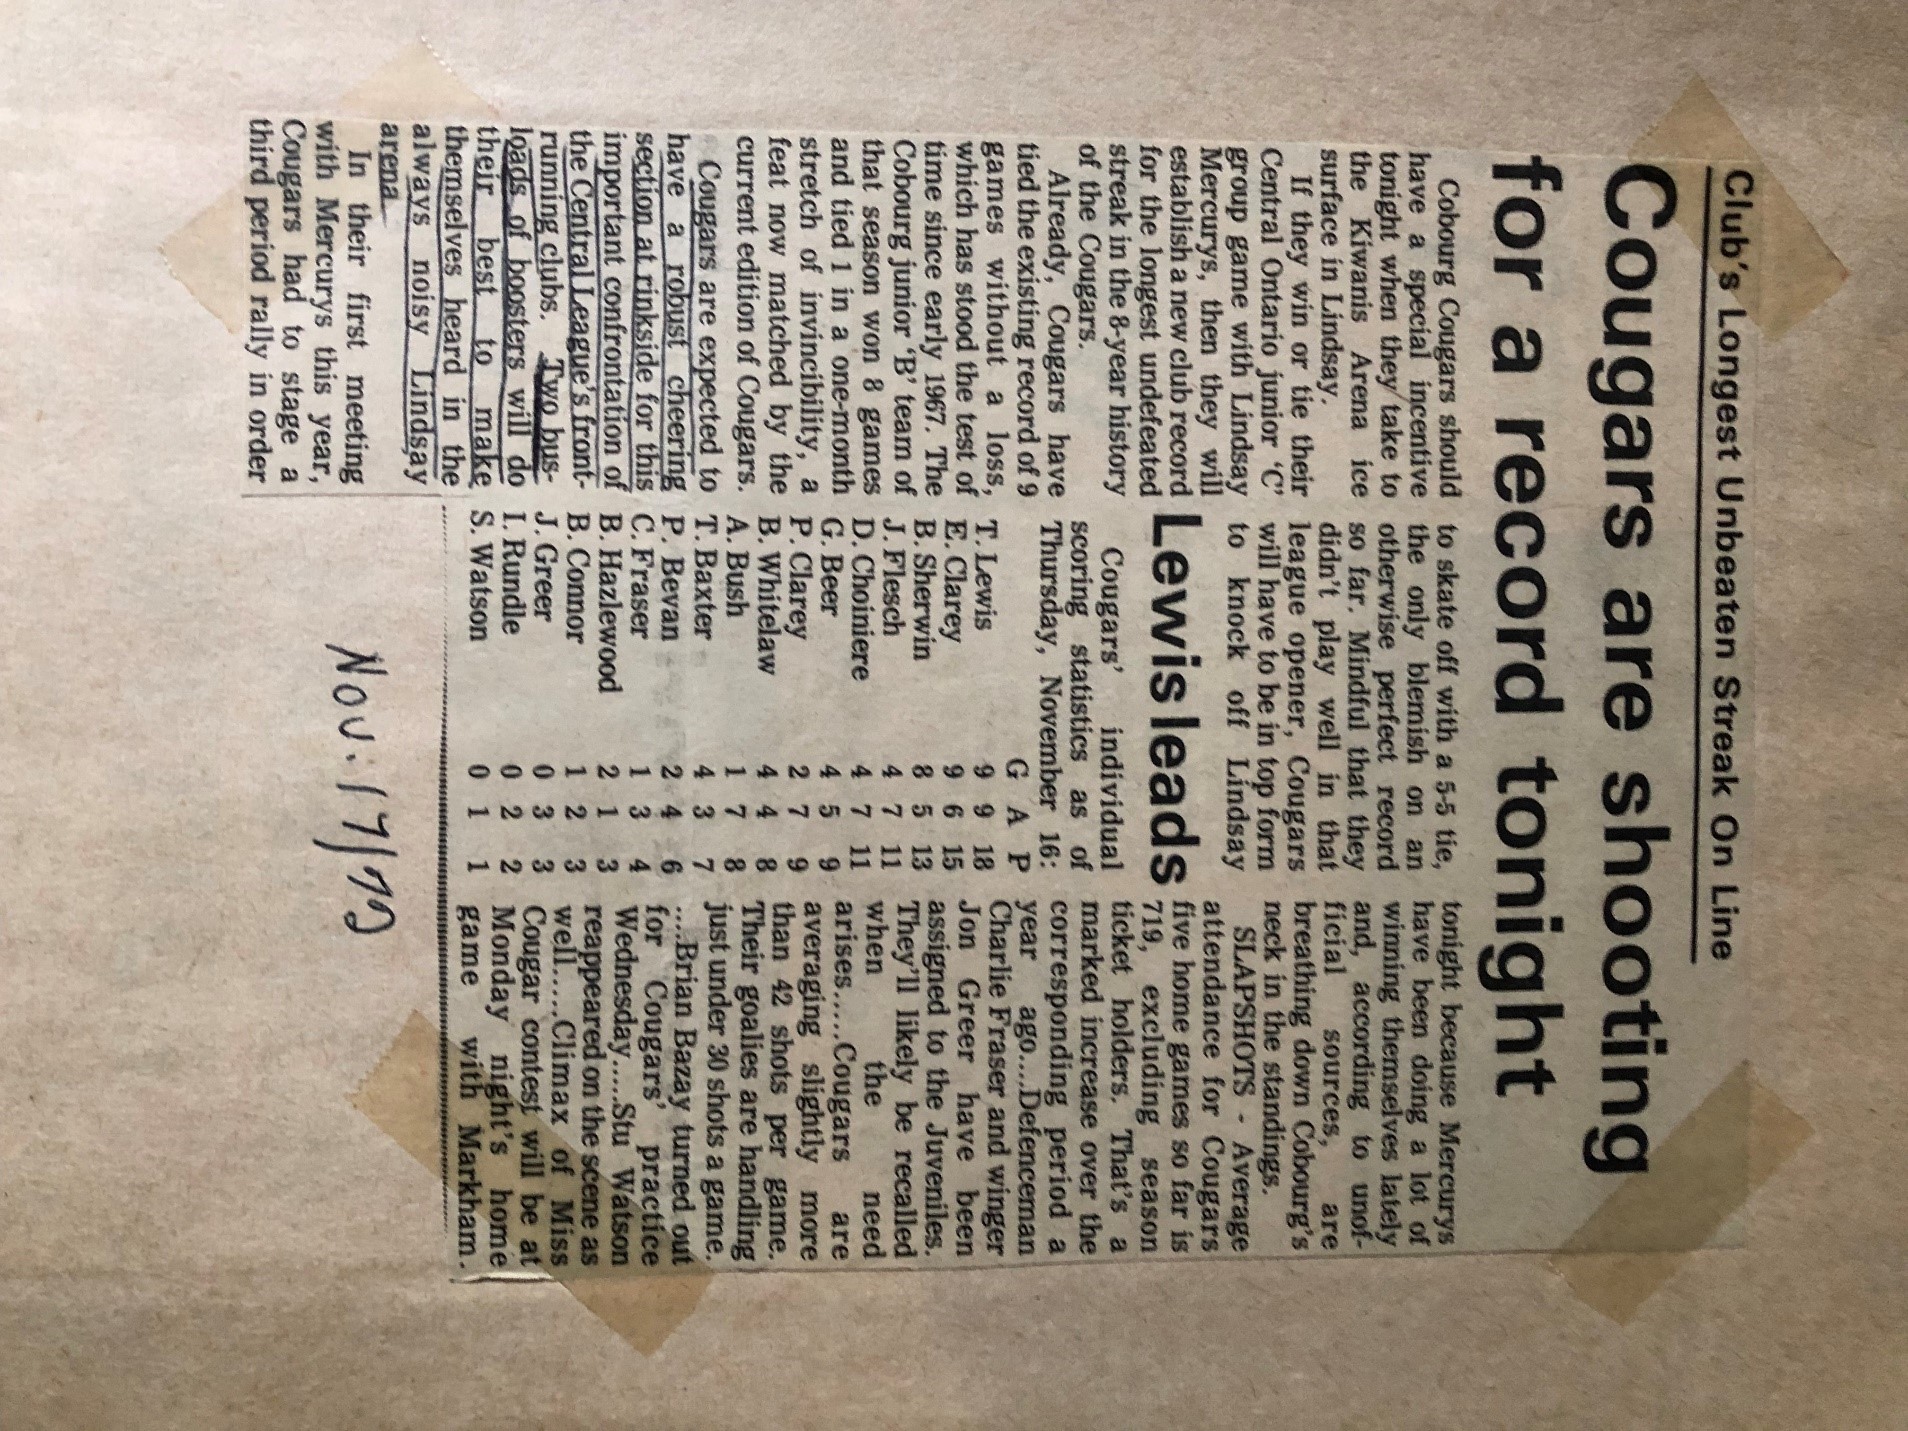 Club's Longest Unbeaten Streak On Line
Cougars are shooting
for a record tonight
Cobourg Cougars should
have a special incentive
tonight when they take to
the Kiwanis Arena ice
surface in Lindsay.
If they win or tie their
Central Ontario junior 'C'
group game with Lindsay
Mercurys, then they will
establish a new club record
for the longest undefeated
streak in the 8-year history
of the Cougars.
Already, Cougars have
tied the existing record of 9
games without a loss,
which has stood the test of
time since early 1967. The
Cobourg junior 'B' team of
that season won 8 games
and tied 1 in a one-month
stretch of invincibility, a
feat now matched by the
current edition of Cougars.
Cougars are expected to
have a robust cheering
section at rinkside for this
important confrontation of
the Central League's front-
running clubs. Two bus-
loads of boosters will do
their best to make
themselves heard in the
always noisy Lindsay
arena.
In their first meeting
with Mercurys this year,
Cougars had to stage a
third period rally in order
to skate off with a 5-5 tie,
the only blemish on an
otherwise perfect record
so far. Mindful that they
didn't play well in that
league opener, Cougars
will have to be in top form
to knock off Lindsay
Lewis leads
Cougars' individual
scoring statistics as of
Thursday, November 16:
G A P
T. Lewis 9 9 18
E. Clarey 9 6 15
B. Sherwin 8 5 13
J. Flesch 4 7 11
D. Choiniere 4 7 11
G. Beer 4 5 9
P. Clarey 2 7 9
B. Whitelaw 4 4 8
A. Bush 1 7 8
T. Baxter 4 3 7
P. Bevan 2 4 6
C. Fraser 1 3 4
B. Hazlewood 2 1 3
B. Connor 1 2 3
J. Greer 0 3 3
I. Rundle 0 2 2
S. Watson 0 1 1
tonight because Mercurys
have been doing a lot of
winning themselves lately
and, according to unof-
ficial sources, are
breathing down Cobourg's
neck in the standings.
SLAPSHOTS - Average
attendance for Cougars
five home games so far is
719, excluding season
ticket holders. That's a
marked increase over the
corresponding period a
year ago.....Defenceman
Charlie Fraser and winger
Jon Greer have been
assigned to the Juveniles.
They'll likely be recalled
when the need
arises.....Cougars are
averaging slightly more
than 42 shots per game.
Their goalies are handling
just under 30 shots a game.
....Brian Bazay turned out
for Cougars' practice
Wednesday.....Stu Watson
reappeared on the scene as
well.....Climax of Miss
Cougar contest will be at
Monday night's home
game with Markham.
Nov. 17/72